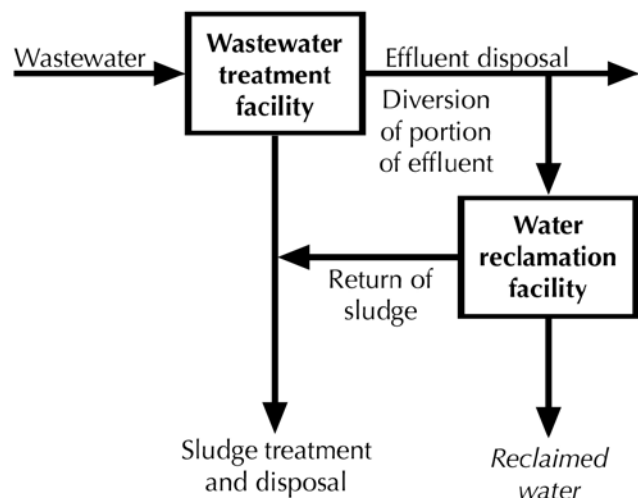 Wastewater
Wastewater
treatment
facility
Effluent disposal
Diversion
of portion
of effluent
Water
reclamation
facility
Return of
sludge
Sludge treatment
and disposal
Reclaimed
water